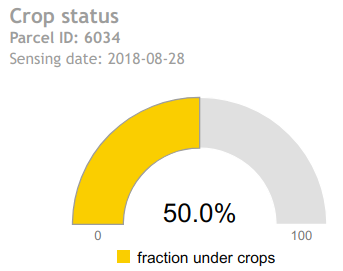 Crop status
Parcel ID: 6034
Sensing date: 2018-08-28
50.0%
0
100
fraction under crops